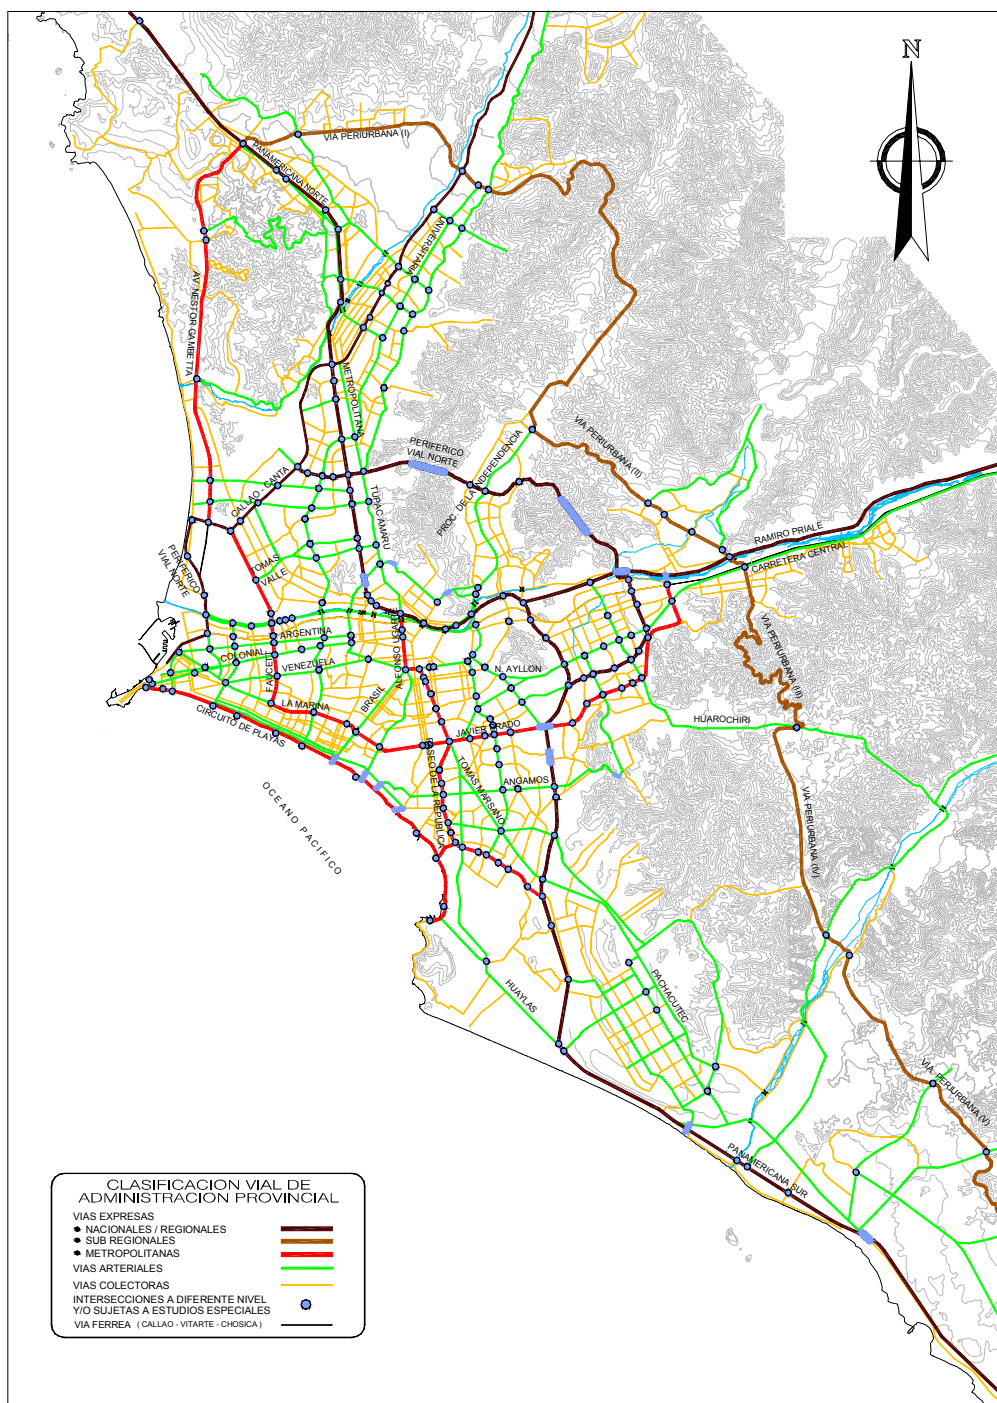 N
VIA PERIURBANA (I)
PANAMERICANA NORTE
UNIVERSITARIA
AV. NESTOR GAMBETTA
METROPOLITANA
VIA PERIURBANA (II)
PERIFERICO
VIAL NORTE
PROC. DE LA INDEPENDENCIA
CALLAO - CANTA
TUPAC AMARU
RAMIRO PRIALE
CARRETERA CENTRAL
PERIFERICO
VIAL NORTE
TOMAS
VALLE
VIA PERIURBANA (III)
ARGENTINA
COLONIAL
VENEZUELA
FAUCETT
ALFONSO UGARTE
N. AYLLON
BRASIL
LA MARINA
CIRCUITO DE PLAYAS
JAVIER PRADO
HUAROCHIRI
PASEO DE LA REPUBLICA
TOMAS MARSANO
ANGAMOS
OCEANO PACIFICO
VIA PERIURBANA (IV)
HUAYLAS
PACHACUTEC
VIA PERIURBANA (V)
PANAMERICANA SUR
CLASIFICACION VIAL DE
ADMINISTRACION PROVINCIAL
VIAS EXPRESAS
NACIONALES / REGIONALES
SUB REGIONALES
METROPOLITANAS
VIAS ARTERIALES
VIAS COLECTORAS
INTERSECCIONES A DIFERENTE NIVEL
Y/O SUJETAS A ESTUDIOS ESPECIALES
VIA FERREA ( CALLAO - VITARTE - CHOSICA )